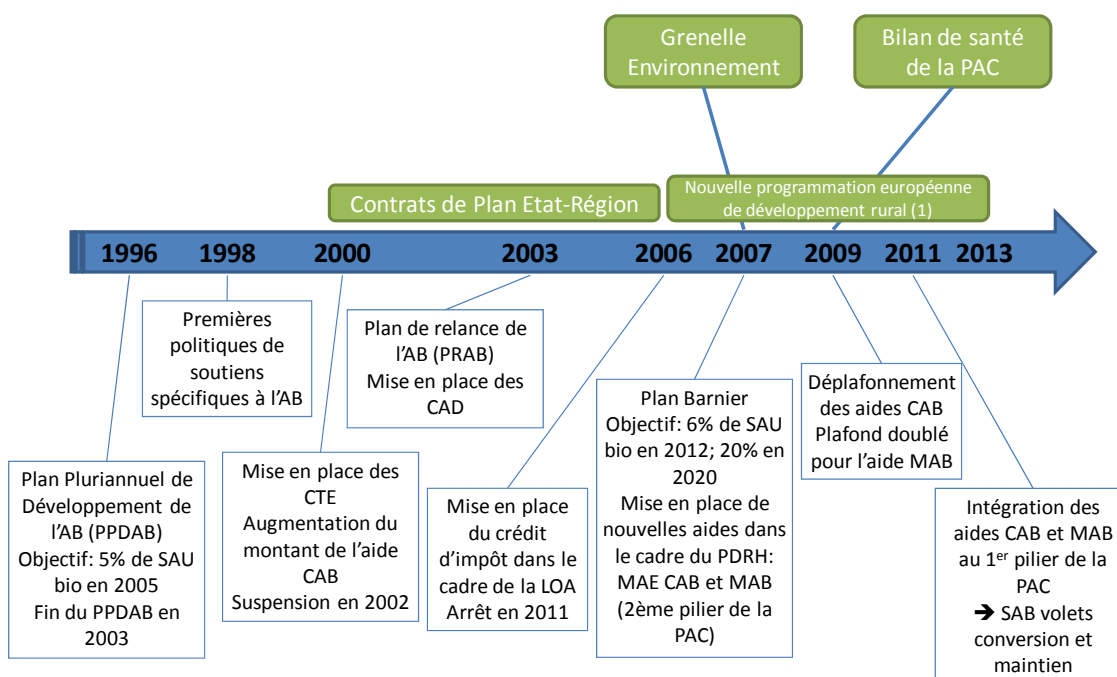 Grenelle
Environnement
Bilan de santé
de la PAC
Contrats de Plan Etat-Région
Nouvelle programmation européenne
de développement rural (1)
1996 1998 2000 2003 2006 2007 2009 2011 2013
Plan Pluriannuel de
Développement de
l'AB (PPDAB)
Objectif: 5% de SAU
bio en 2005
Fin du PPDAB en
2003
Premières
politiques de
soutiens
spécifiques à l'AB
Mise en place des
CTE
Augmentation du
montant de l'aide
CAB
Suspension en 2002
Plan de relance de
l'AB (PRAB)
Mise en place des
CAD
Mise en place
du crédit
d'impôt dans le
cadre de la LOA
Arrêt en 2011
Plan Barnier
Objectif: 6% de SAU
bio en 2012; 20% en
2020
Mise en place de
nouvelles aides dans
le cadre du PDRH:
MAE CAB et MAB
(2ème pilier de la
PAC)
Déplafonnement
des aides CAB
Plafond doublé
pour l'aide MAB
Intégration des
aides CAB et MAB
au 1er pilier de la
PAC
➔ SAB volets
conversion et
maintien